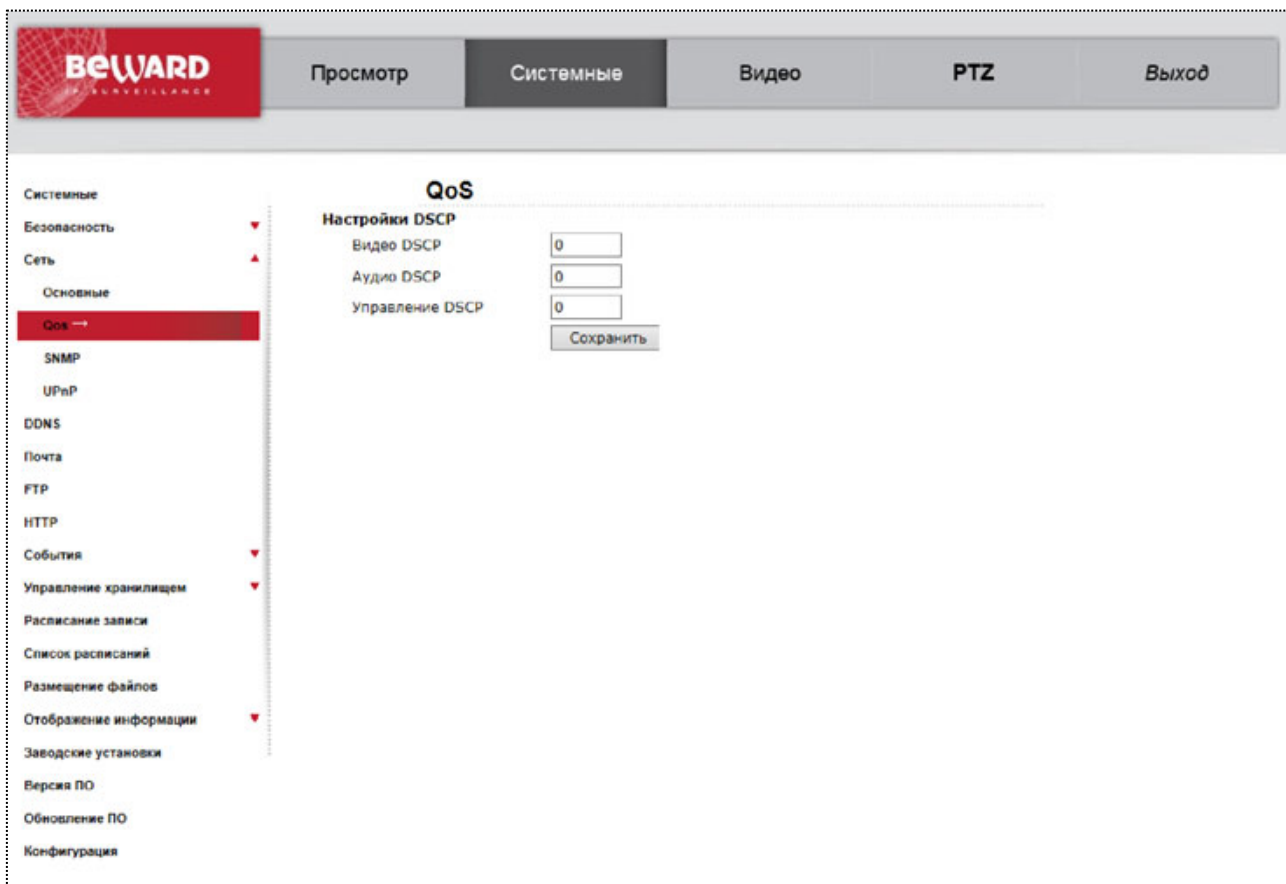 BEWARD
IP SURVEILLANCE
Просмотр
Системные
Видео
PTZ
Выход
Системные
Безопасность
Сеть
Основные
Qos →
SNMP
UPnP
DDNS
Почта
FTP
HTTP
События
Управление хранилищем
Расписание записи
Список расписаний
Размещение файлов
Отображение информации
Заводские установки
Версия ПО
Обновление ПО
Конфигурация
QoS
Настройки DSCP
Видео DSCP 0
Аудио DSCP 0
Управление DSCP 0
Сохранить